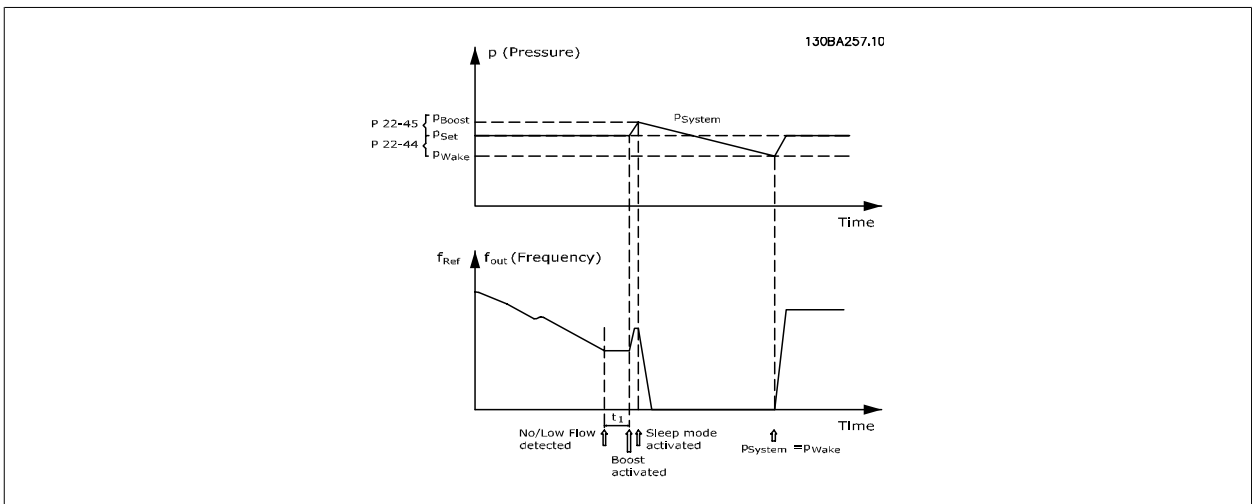 130BA257.10
p (Pressure)
P 22-45 { pBoost
pSystem
pSet
P 22-44 {
pWake
Time
fRef fout (Frequency)
t1
TIme
No/Low Flow
detected
Boost
activated
Sleep mode
activated
pSystem =pWake